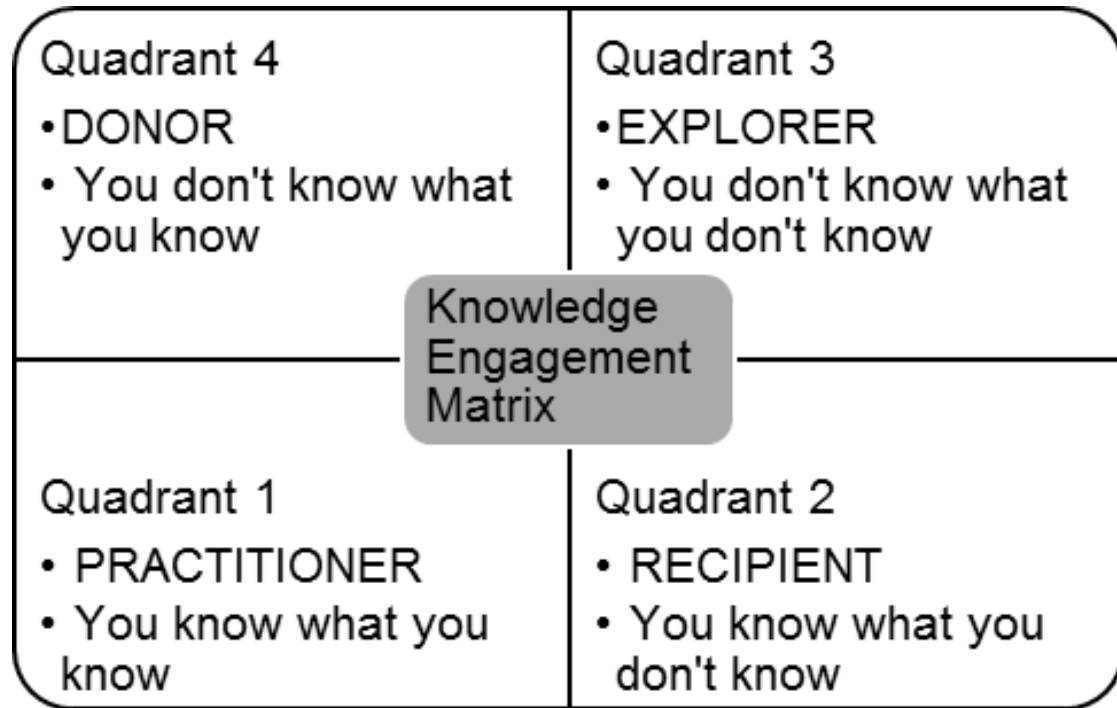 Quadrant 4
•DONOR
• You don't know what
you know
Quadrant 3
•EXPLORER
• You don't know what
you don't know
Knowledge
Engagement
Matrix
Quadrant 1
• PRACTITIONER
• You know what you
know
Quadrant 2
• RECIPIENT
• You know what you
don't know